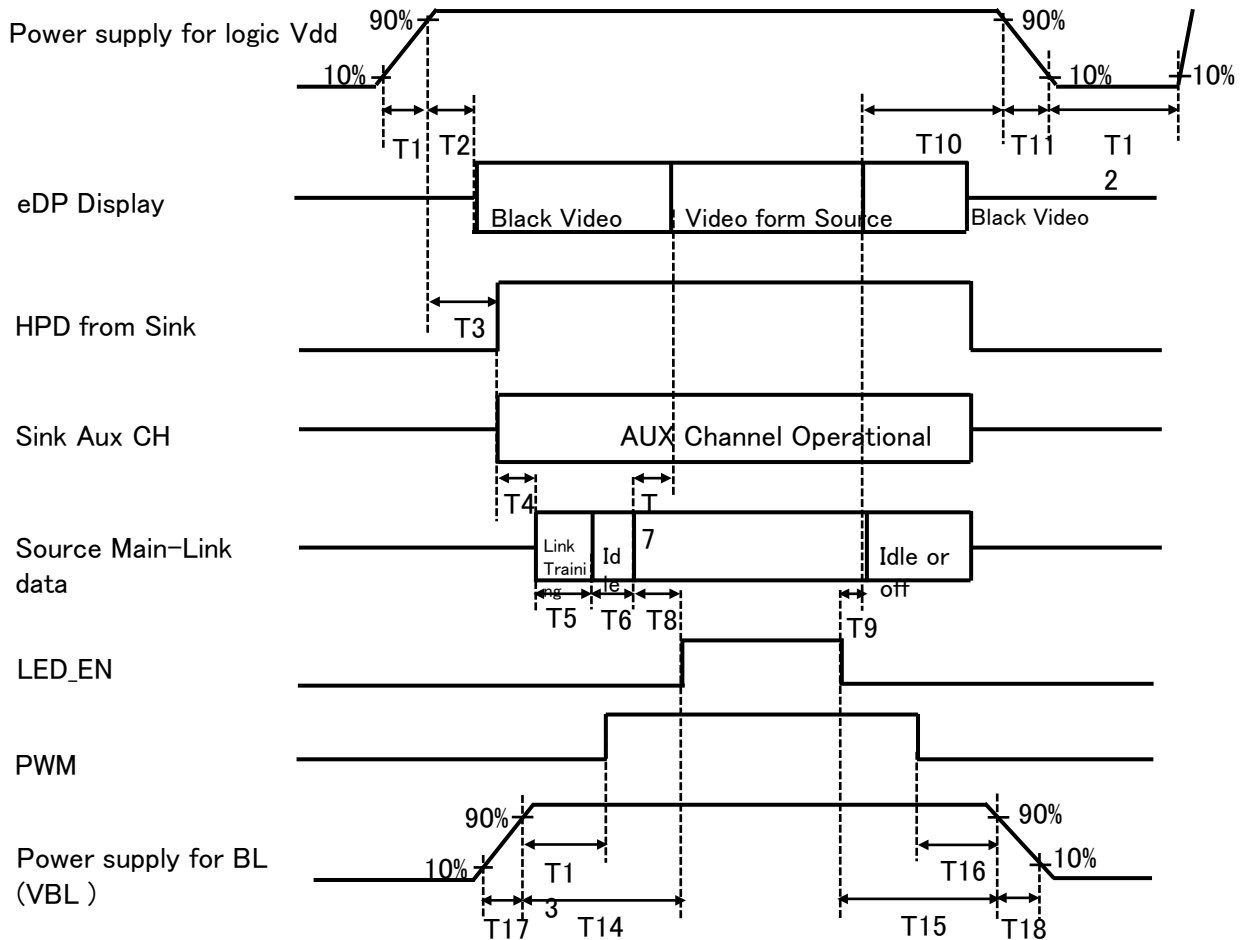 Power supply for logic Vdd
90%
10%
90%
10%
10%
T1
T2
T10
T11
T1
2
eDP Display
Black Video
Video form Source
Black Video
HPD from Sink
T3
Sink Aux CH
AUX Channel Operational
T4
T
7
Source Main-Link
data
Link
Traini
ng
Id
le
Idle or
off
T5
T6
T8
T9
LED_EN
PWM
90%
10%
90%
10%
Power supply for BL
(VBL )
T1
3
T16
T17
T14
T15
T18